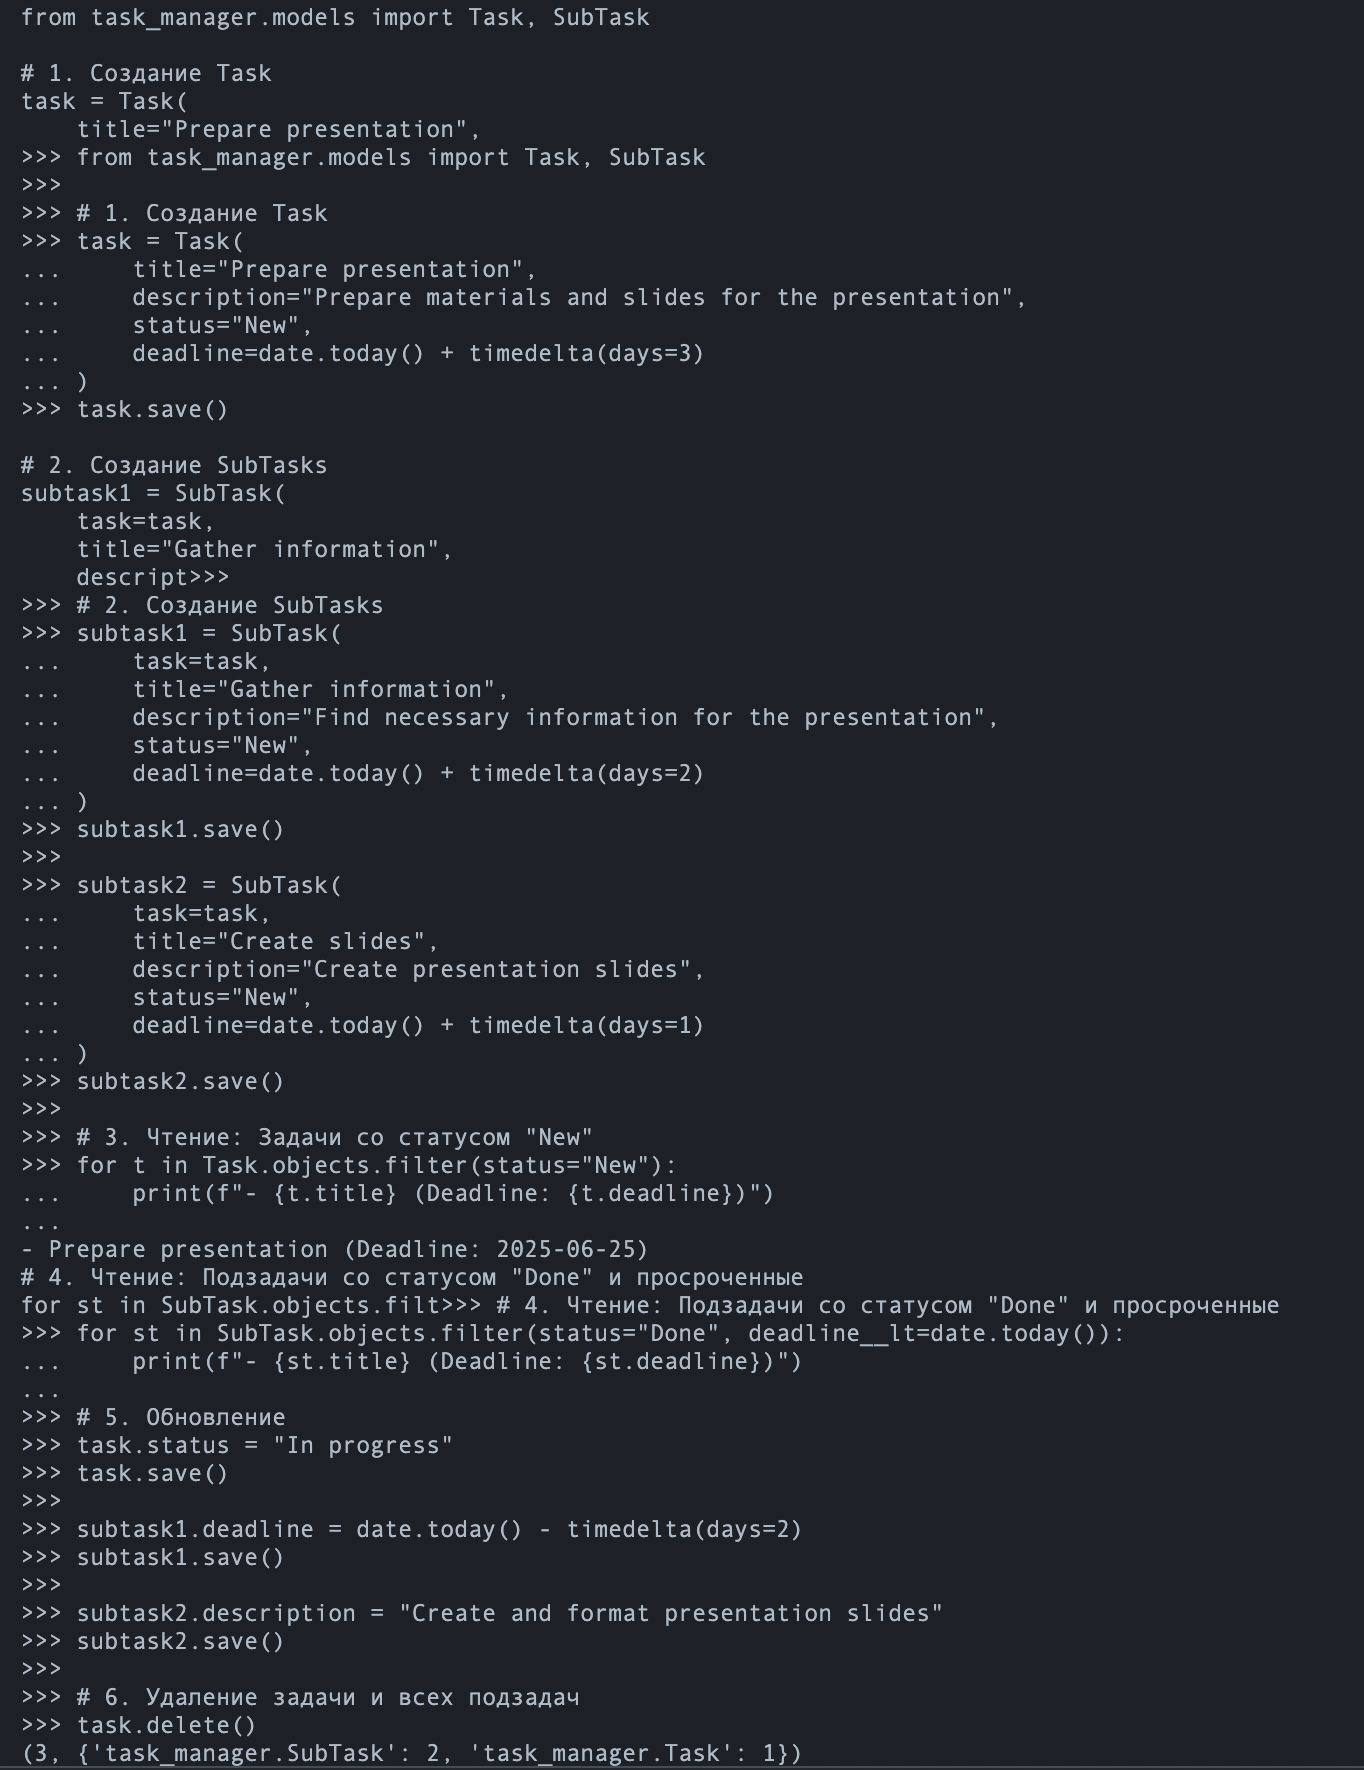 from task_manager.models import Task, SubTask

# 1. Создание Task
task = Task(
    title="Prepare presentation",
>>> from task_manager.models import Task, SubTask
>>>
>>> # 1. Создание Task
>>> task = Task(
...     title="Prepare presentation",
...     description="Prepare materials and slides for the presentation",
...     status="New",
...     deadline=date.today() + timedelta(days=3)
... )
>>> task.save()

# 2. Создание SubTasks
subtask1 = SubTask(
    task=task,
    title="Gather information",
    descript>>>
>>> # 2. Создание SubTasks
>>> subtask1 = SubTask(
...     task=task,
...     title="Gather information",
...     description="Find necessary information for the presentation",
...     status="New",
...     deadline=date.today() + timedelta(days=2)
... )
>>> subtask1.save()
>>>
>>> subtask2 = SubTask(
...     task=task,
...     title="Create slides",
...     description="Create presentation slides",
...     status="New",
...     deadline=date.today() + timedelta(days=1)
... )
>>> subtask2.save()
>>>
>>> # 3. Чтение: Задачи со статусом "New"
>>> for t in Task.objects.filter(status="New"):
...     print(f"- {t.title} (Deadline: {t.deadline})")
...
- Prepare presentation (Deadline: 2025-06-25)
# 4. Чтение: Подзадачи со статусом "Done" и просроченные
for st in SubTask.objects.filt>>> # 4. Чтение: Подзадачи со статусом "Done" и просроченные
>>> for st in SubTask.objects.filter(status="Done", deadline__lt=date.today()):
...     print(f"- {st.title} (Deadline: {st.deadline})")
...
>>> # 5. Обновление
>>> task.status = "In progress"
>>> task.save()
>>>
>>> subtask1.deadline = date.today() - timedelta(days=2)
>>> subtask1.save()
>>>
>>> subtask2.description = "Create and format presentation slides"
>>> subtask2.save()
>>>
>>> # 6. Удаление задачи и всех подзадач
>>> task.delete()
(3, {'task_manager.SubTask': 2, 'task_manager.Task': 1})